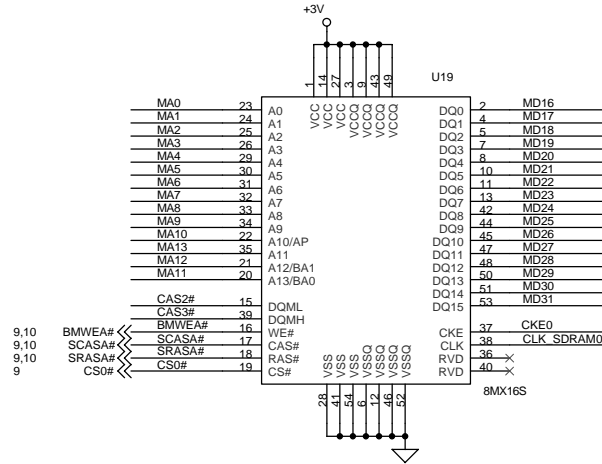 +3V
U19
1 14 27 3 9 43 49
VCC VCC VCC VCCQ VCCQ VCCQ VCCQ
MA0 23 A0 DQ0 2 MD16
MA1 24 A1 DQ1 4 MD17
MA2 25 A2 DQ2 5 MD18
MA3 26 A3 DQ3 7 MD19
MA4 29 A4 DQ4 8 MD20
MA5 30 A5 DQ5 10 MD21
MA6 31 A6 DQ6 11 MD22
MA7 32 A7 DQ7 13 MD23
MA8 33 A8 DQ8 42 MD24
MA9 34 A9 DQ9 44 MD25
MA10 22 A10/AP DQ10 45 MD26
MA13 35 A11 DQ11 47 MD27
MA12 21 A12/BA1 DQ12 48 MD28
MA11 20 A13/BA0 DQ13 50 MD29
DQ14 51 MD30
CAS2# 15 DQML DQ15 53 MD31
CAS3# 39 DQMH
9,10 BMWEA# BMWEA# 16 WE# CKE 37 CKE0
9,10 SCASA# SCASA# 17 CAS# CLK 38 CLK_SDRAM0
9,10 SRASA# SRASA# 18 RAS# RVD 36
9 CS0# CS0# 19 CS# RVD 40
VSS VSS VSS VSSQ VSSQ VSSQ VSSQ
28 41 54 6 12 46 52
8MX16S